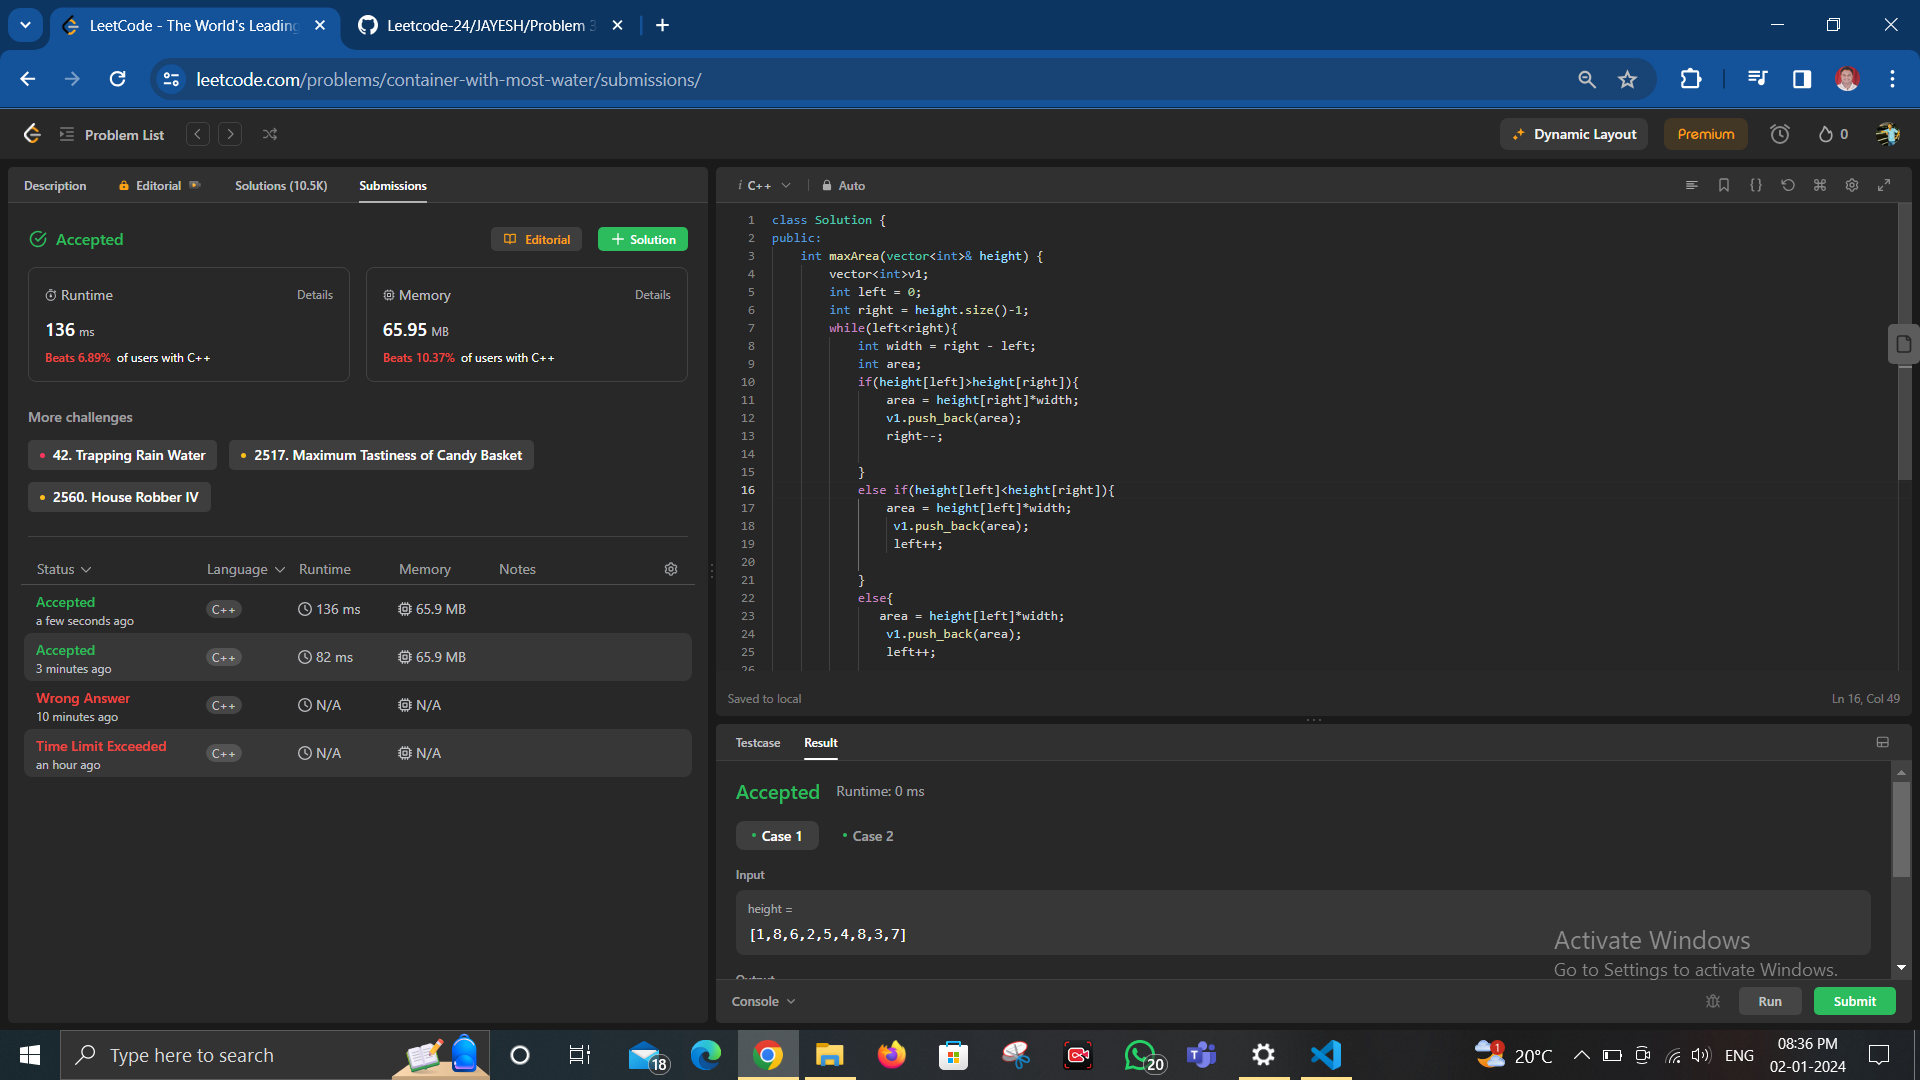 LeetCode - The World's Leading
Leetcode-24/JAYESH/Problem 3
leetcode.com/problems/container-with-most-water/submissions/
Problem List
Dynamic Layout
Premium
0
Description
Editorial
Solutions (10.5K)
Submissions
Accepted
Editorial
Solution
Runtime
Details
136 ms
Beats 6.89% of users with C++
Memory
Details
65.95 MB
Beats 10.37% of users with C++
More challenges
42. Trapping Rain Water
2517. Maximum Tastiness of Candy Basket
2560. House Robber IV
Status Language Runtime Memory Notes
Accepted
a few seconds ago
C++ 136 ms 65.9 MB
Accepted
3 minutes ago
C++ 82 ms 65.9 MB
Wrong Answer
10 minutes ago
C++ N/A N/A
Time Limit Exceeded
an hour ago
C++ N/A N/A
i C++ Auto
1 class Solution {
2 public:
3 int maxArea(vector<int>& height) {
4 vector<int>v1;
5 int left = 0;
6 int right = height.size()-1;
7 while(left<right){
8 int width = right - left;
9 int area;
10 if(height[left]>height[right]){
11 area = height[right]*width;
12 v1.push_back(area);
13 right--;
14
15 }
16 else if(height[left]<height[right]){
17 area = height[left]*width;
18 v1.push_back(area);
19 left++;
20
21 }
22 else{
23 area = height[left]*width;
24 v1.push_back(area);
25 left++;
26
Saved to local
Ln 16, Col 49
Testcase
Result
Accepted Runtime: 0 ms
Case 1
Case 2
Input
height =
[1,8,6,2,5,4,8,3,7]
Output
Activate Windows
Go to Settings to activate Windows.
Console
Run
Submit
Type here to search
18
20
1
20°C
ENG
08:36 PM
02-01-2024